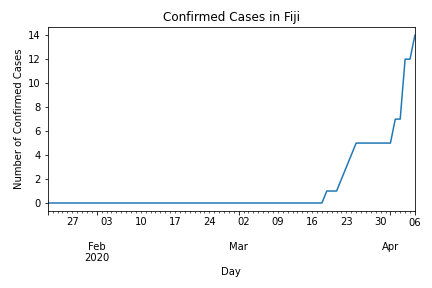 Confirmed Cases in Fiji
Number of Confirmed Cases
14
12
10
8
6
4
2
0
27 03 10 17 24 02 09 16 23 30 06
Feb Mar Apr
2020
Day